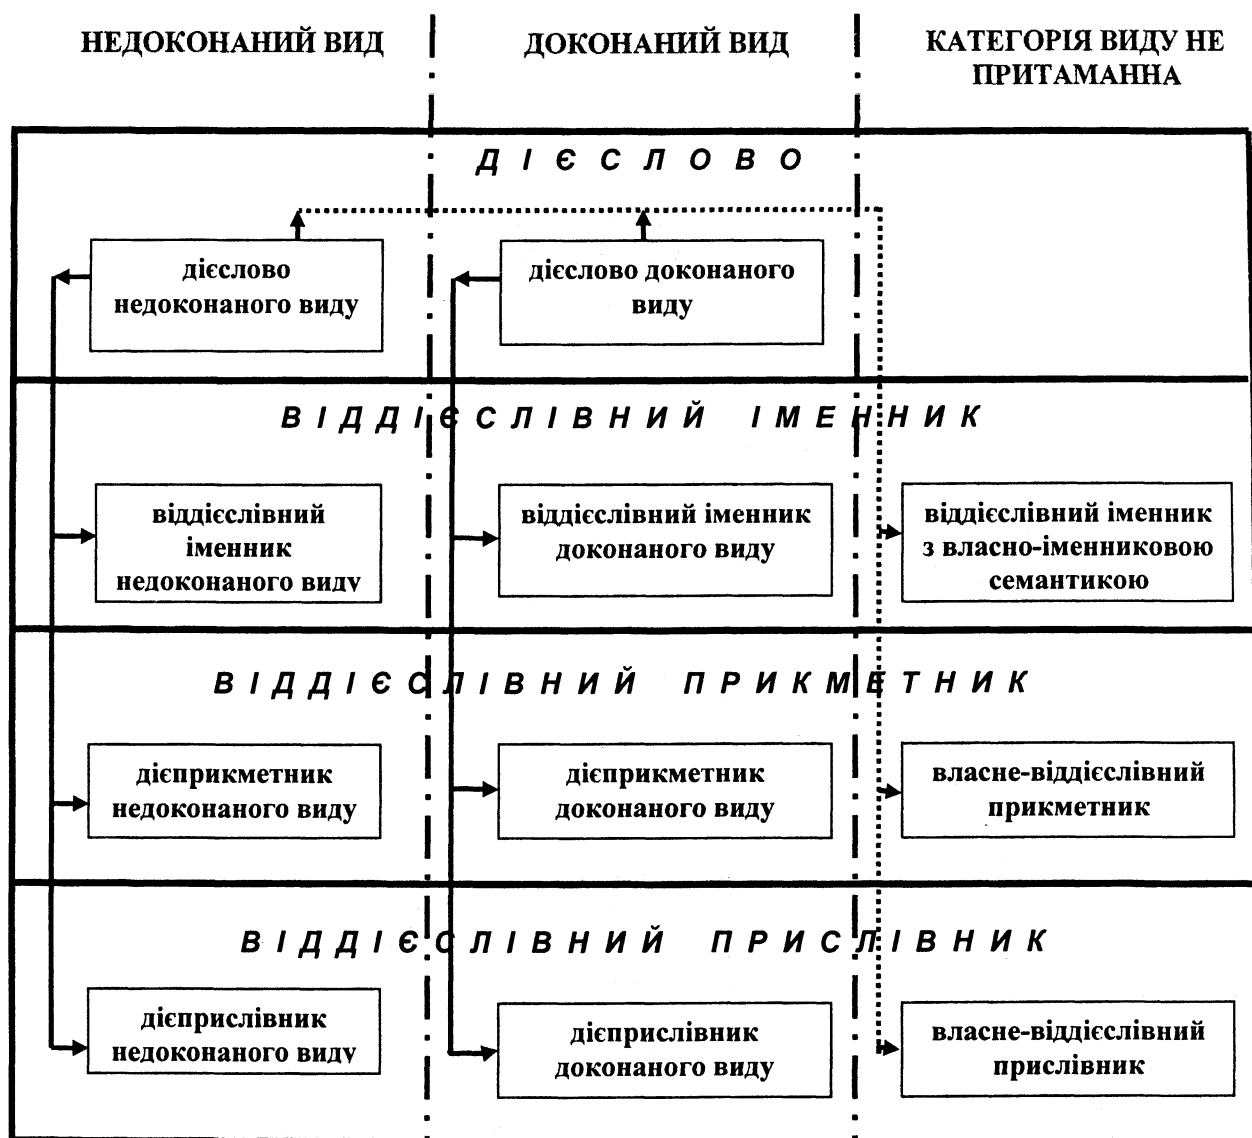 НЕДОКОНАНИЙ ВИД
ДОКОНАНИЙ ВИД
КАТЕГОРІЯ ВИДУ НЕ
ПРИТАМАННА
ДІЄСЛОВО
дієслово
недоконаного виду
дієслово доконаного
виду
ВІДДІЄСЛІВНИЙ ІМЕННИК
віддієслівний
іменник
недоконаного виду
віддієслівний іменник
доконаного виду
віддієслівний іменник
з власно-іменниковою
семантикою
ВІДДІЄСЛІВНИЙ ПРИКМЕТНИК
дієприкметник
недоконаного виду
дієприкметник
доконаного виду
власне-віддієслівний
прикметник
ВІДДІЄСЛІВНИЙ ПРИСЛІВНИК
дієприслівник
недоконаного виду
дієприслівник
доконаного виду
власне-віддієслівний
прислівник